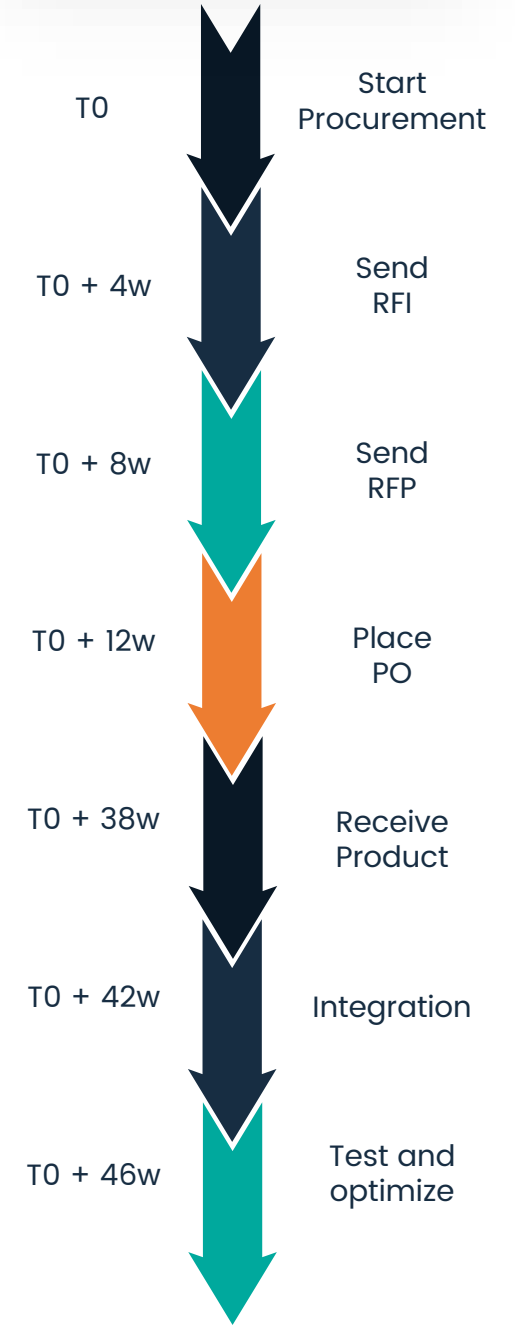 T0
Start
Procurement
T0 + 4w
Send
RFI
T0 + 8w
Send
RFP
T0 + 12w
Place
PO
T0 + 38w
Receive
Product
T0 + 42w
Integration
T0 + 46w
Test and
optimize